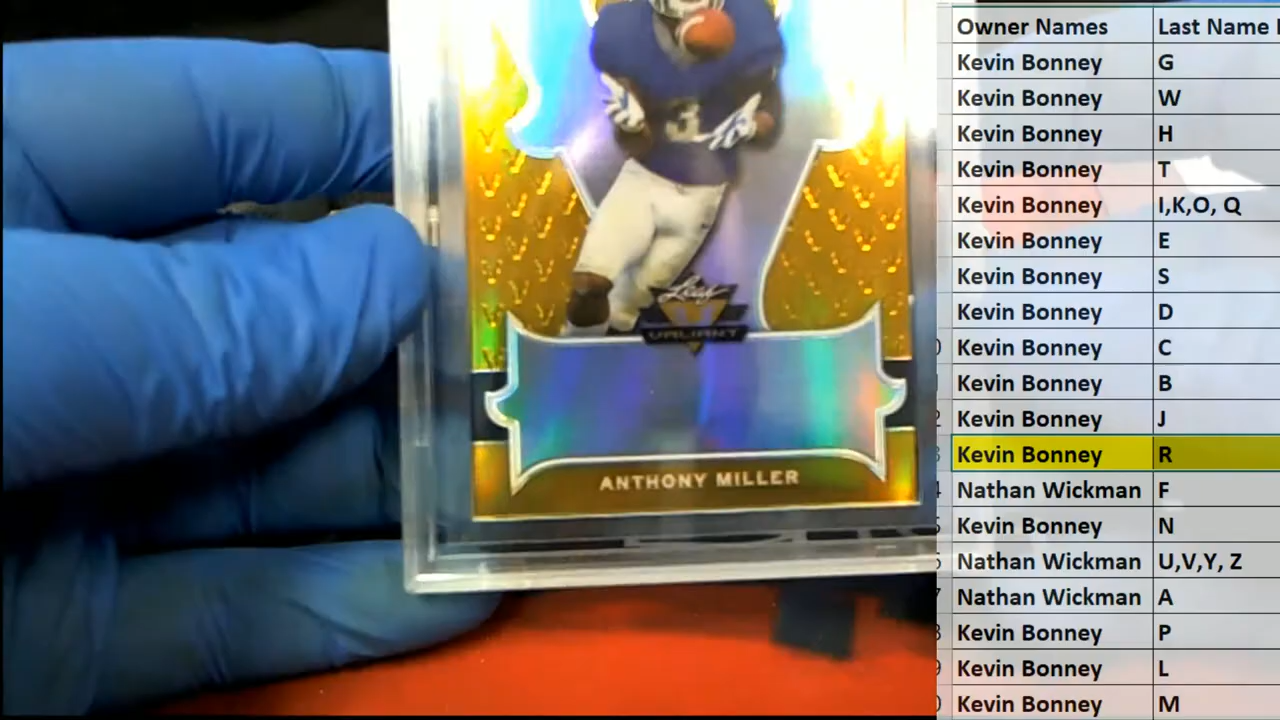 3
Leaf
VALIANT
ANTHONY MILLER
Owner Names Last Name
Kevin Bonney G
Kevin Bonney W
Kevin Bonney H
Kevin Bonney T
Kevin Bonney I,K,O, Q
Kevin Bonney E
Kevin Bonney S
Kevin Bonney D
Kevin Bonney C
Kevin Bonney B
Kevin Bonney J
Kevin Bonney R
Nathan Wickman F
Kevin Bonney N
Nathan Wickman U,V,Y, Z
Nathan Wickman A
Kevin Bonney P
Kevin Bonney L
Kevin Bonney M